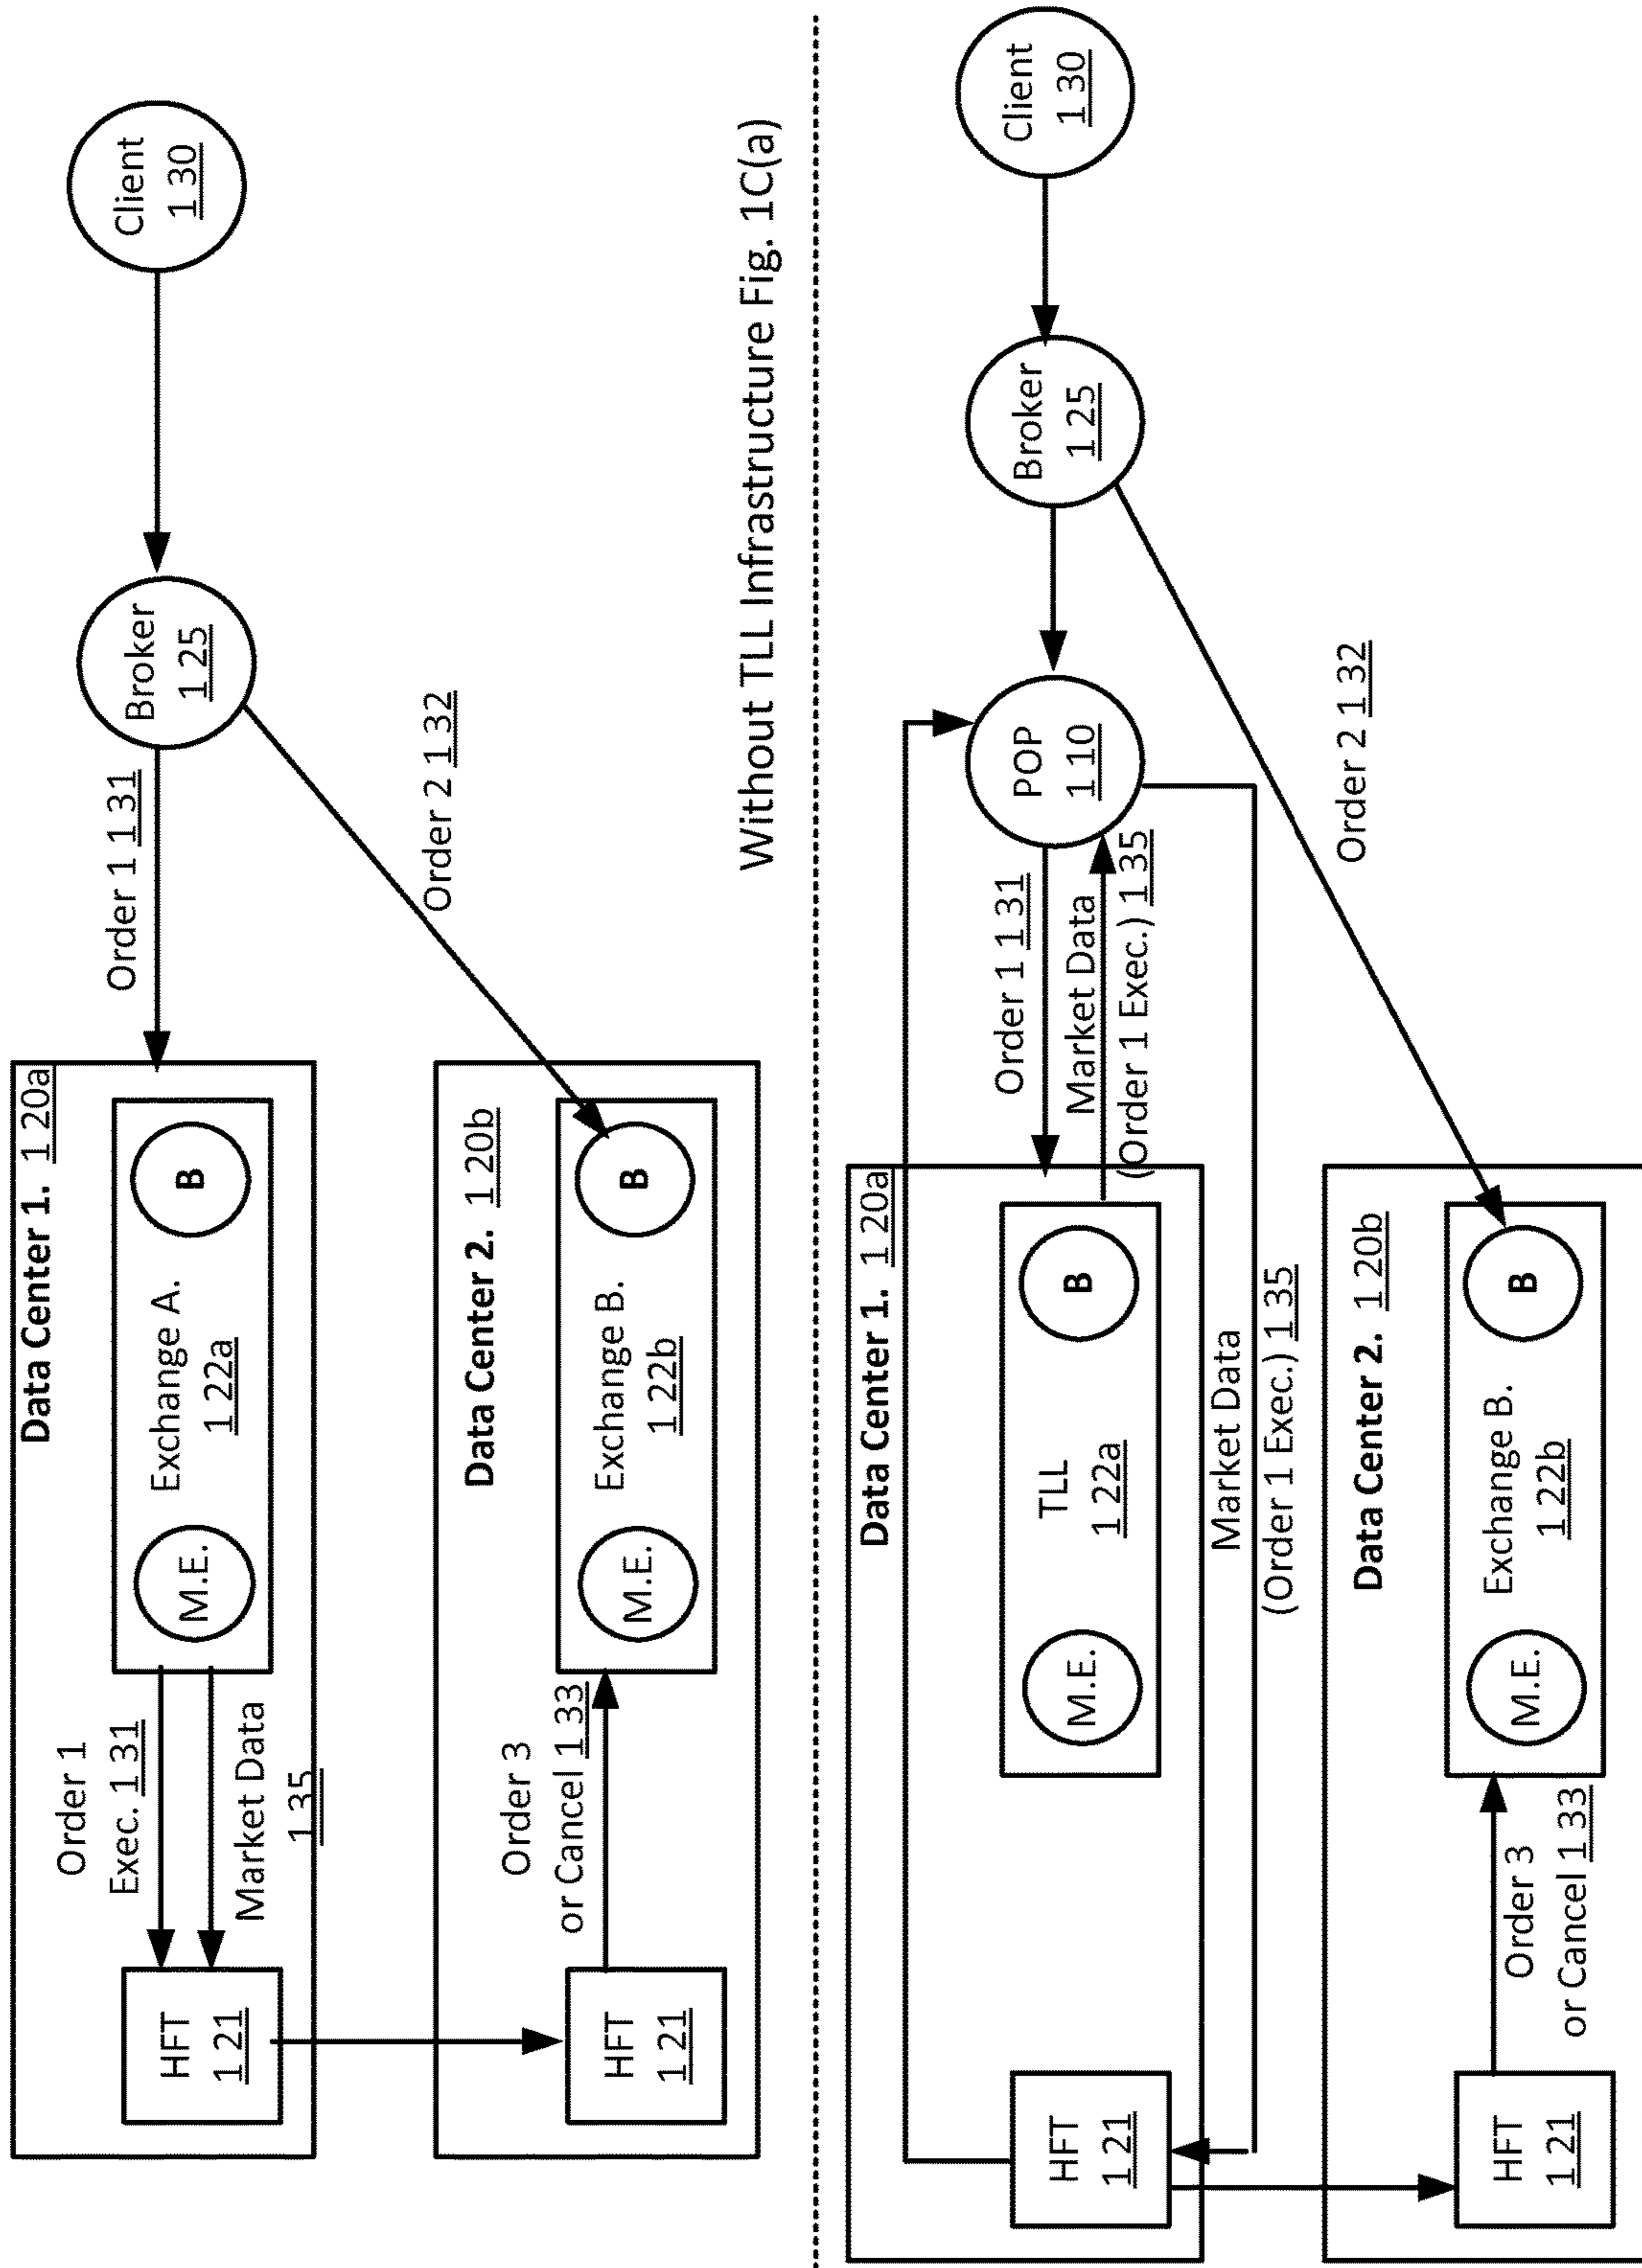 Data Center 1. 120a
Order 1
Exec. 131
HFT
121
M.E.
Exchange A.
122a
B
Market Data
135
Order 1 131
Broker
125
Client
130
Order 2 132
Data Center 2. 120b
Order 3
or Cancel 133
HFT
121
M.E.
Exchange B.
122b
B
Without TLL Infrastructure Fig. 1C(a)
Data Center 1. 120a
HFT
121
M.E.
TLL
122a
B
Order 1 131
Market Data
(Order 1 Exec.) 135
POP
110
Broker
125
Client
130
Market Data
(Order 1 Exec.) 135
Order 2 132
Data Center 2. 120b
HFT
121
Order 3
or Cancel 133
M.E.
Exchange B.
122b
B